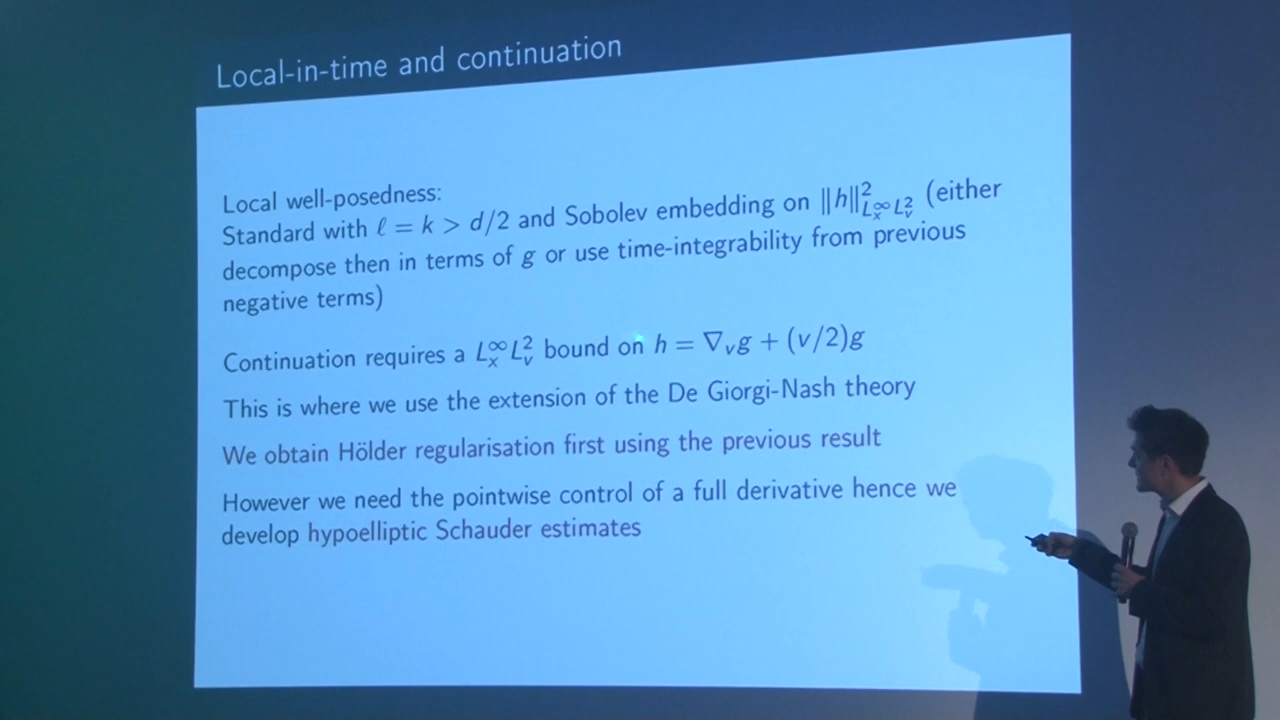 Local-in-time and continuation
Local well-posedness:
Standard with ℓ = k > d/2 and Sobolev embedding on ‖h‖²_{L^∞_x L^2_v} (either
decompose then in terms of g or use time-integrability from previous
negative terms)
Continuation requires a L^∞_x L^2_v bound on h = ∇_v g + (v/2)g
This is where we use the extension of the De Giorgi-Nash theory
We obtain Hölder regularisation first using the previous result
However we need the pointwise control of a full derivative hence we
develop hypoelliptic Schauder estimates